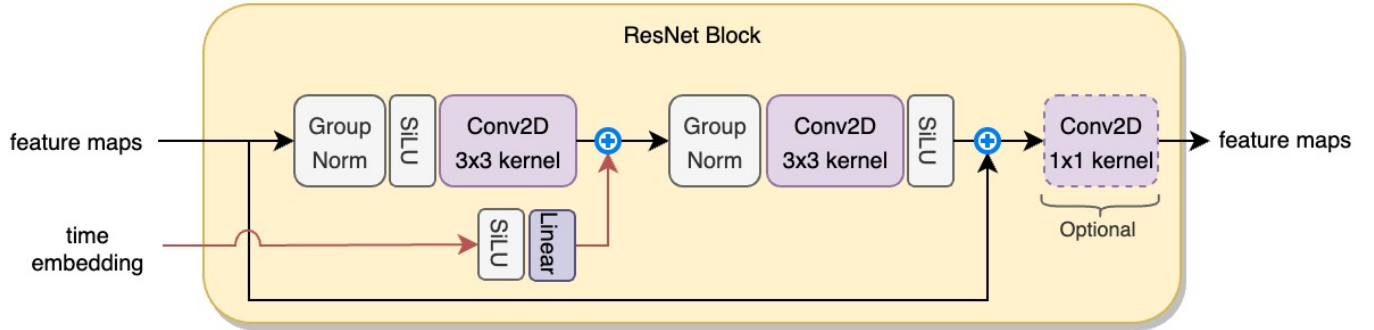 ResNet Block
feature maps
Group
Norm
SiLU
Conv2D
3x3 kernel
Group
Norm
Conv2D
3x3 kernel
SiLU
Conv2D
1x1 kernel
feature maps
Optional
time
embedding
SiLU
Linear